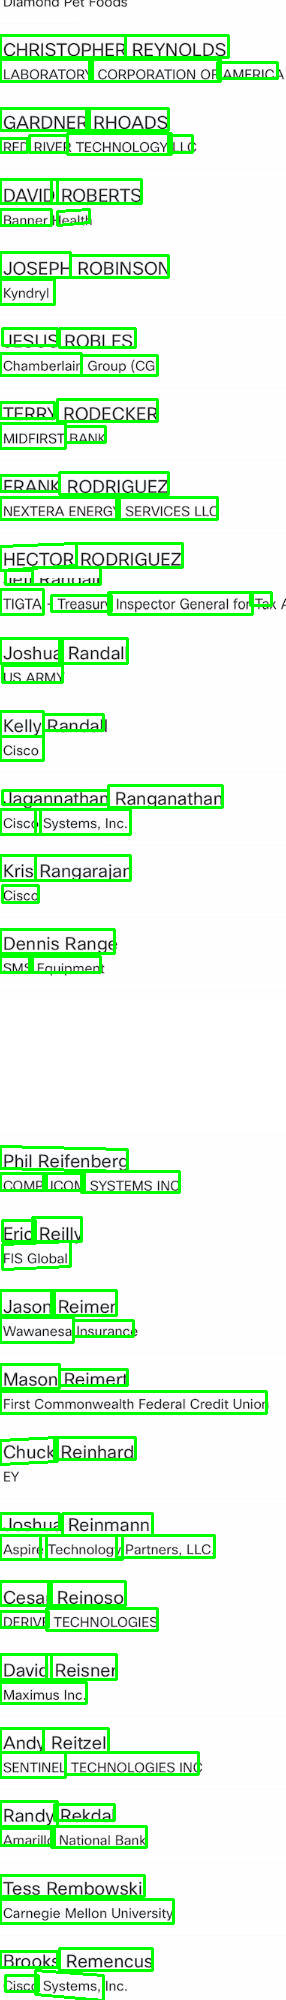 Diamond Pet Foods
CHRISTOPHER REYNOLDS
LABORATORY CORPORATION OF AMERICA
GARDNER RHOADS
RED RIVER TECHNOLOGY LLC
DAVID ROBERTS
Banner Health
JOSEPH ROBINSON
Kyndryl
JESUS ROBLES
Chamberlain Group (CG
TERRY RODECKER
MIDFIRST BANK
FRANK RODRIGUEZ
NEXTERA ENERGY SERVICES LLC
HECTOR RODRIGUEZ
Jeff Randall
TIGTA - Treasury Inspector General for Tax A
Joshua Randal
US ARMY
Kelly Randall
Cisco
Jagannathan Ranganathan
Cisco Systems, Inc.
Kris Rangarajan
Cisco
Dennis Range
SMS Equipment
Phil Reifenberg
COMP UCOM SYSTEMS INC
Eric Reilly
FIS Global
Jason Reimer
Wawanesa Insurance
Mason Reimert
First Commonwealth Federal Credit Union
Chuck Reinhard
EY
Joshua Reinmann
Aspire Technology Partners, LLC.
Cesar Reinoso
DERIVE TECHNOLOGIES
David Reisner
Maximus Inc.
Andy Reitzel
SENTINEL TECHNOLOGIES INC
Randy Rekdal
Amarillo National Bank
Tess Rembowski
Carnegie Mellon University
Brooks Remencus
Cisco Systems, Inc.